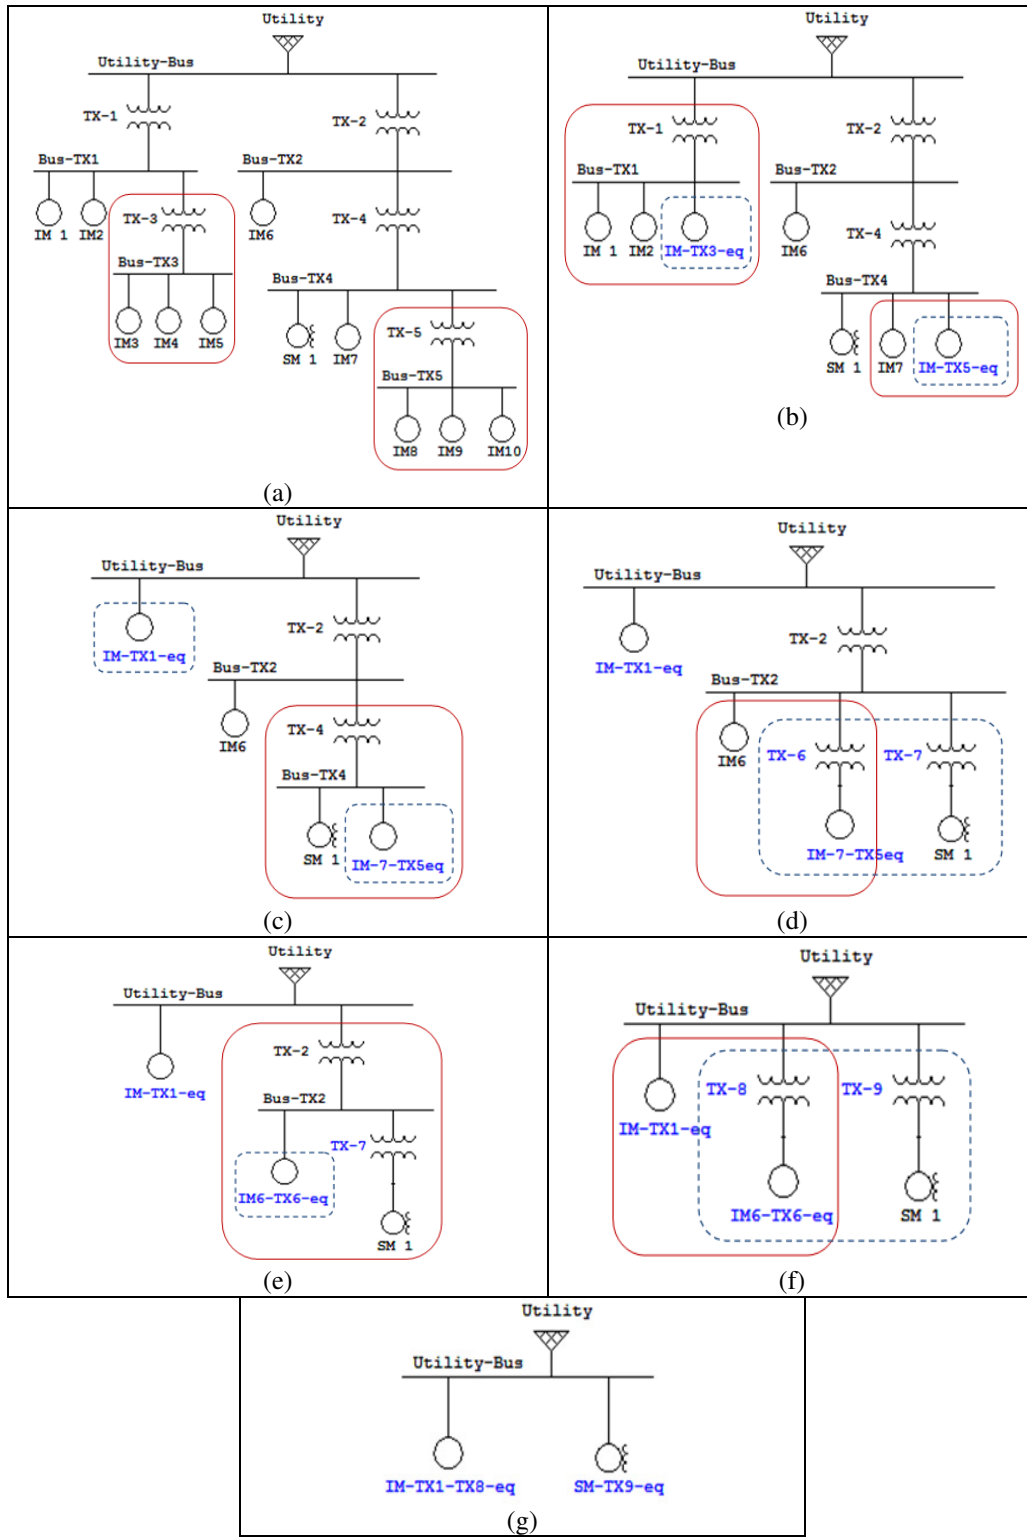 Utility
Utility-Bus
TX-1
TX-2
Bus-TX1
Bus-TX2
TX-3
TX-4
IM 1
IM2
IM6
Bus-TX3
Bus-TX4
IM3
IM4
IM5
SM 1
IM7
TX-5
Bus-TX5
IM8
IM9
IM10
(a)
Utility
Utility-Bus
TX-1
TX-2
Bus-TX1
Bus-TX2
IM 1
IM2
IM-TX3-eq
IM6
TX-4
Bus-TX4
SM 1
IM7
IM-TX5-eq
(b)
Utility
Utility-Bus
IM-TX1-eq
TX-2
Bus-TX2
IM6
TX-4
Bus-TX4
SM 1
IM-7-TX5eq
(c)
Utility
Utility-Bus
IM-TX1-eq
TX-2
Bus-TX2
IM6
TX-6
TX-7
IM-7-TX5eq
SM 1
(d)
Utility
Utility-Bus
IM-TX1-eq
TX-2
Bus-TX2
TX-7
IM6-TX6-eq
SM 1
(e)
Utility
Utility-Bus
TX-8
TX-9
IM-TX1-eq
IM6-TX6-eq
SM 1
(f)
Utility
Utility-Bus
IM-TX1-TX8-eq
SM-TX9-eq
(g)